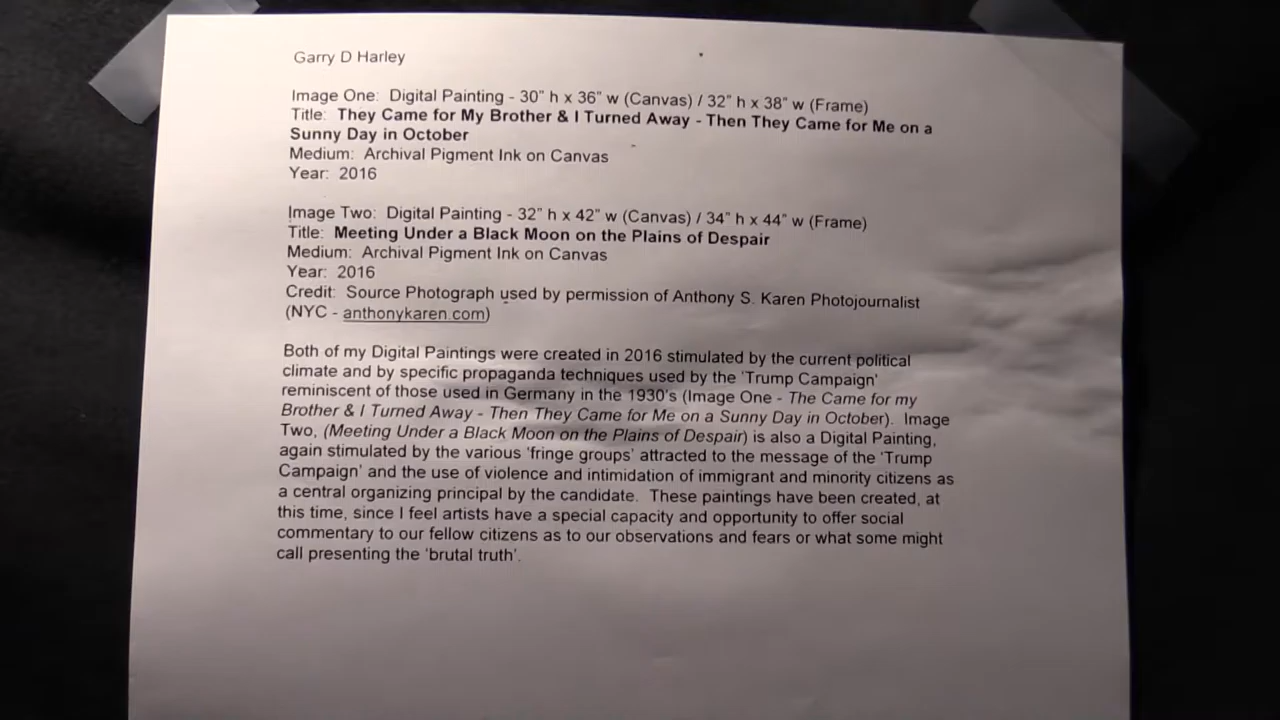 Garry D Harley
Image One: Digital Painting - 30" h x 36" w (Canvas) / 32" h x 38" w (Frame)
Title: They Came for My Brother & I Turned Away - Then They Came for Me on a
Sunny Day in October
Medium: Archival Pigment Ink on Canvas
Year: 2016
Image Two: Digital Painting - 32" h x 42" w (Canvas) / 34" h x 44" w (Frame)
Title: Meeting Under a Black Moon on the Plains of Despair
Medium: Archival Pigment Ink on Canvas
Year: 2016
Credit: Source Photograph used by permission of Anthony S. Karen Photojournalist
(NYC - anthonykaren.com)
Both of my Digital Paintings were created in 2016 stimulated by the current political
climate and by specific propaganda techniques used by the 'Trump Campaign'
reminiscent of those used in Germany in the 1930's (Image One - The Came for my
Brother & I Turned Away - Then They Came for Me on a Sunny Day in October). Image
Two, (Meeting Under a Black Moon on the Plains of Despair) is also a Digital Painting,
again stimulated by the various 'fringe groups' attracted to the message of the 'Trump
Campaign' and the use of violence and intimidation of immigrant and minority citizens as
a central organizing principal by the candidate. These paintings have been created, at
this time, since I feel artists have a special capacity and opportunity to offer social
commentary to our fellow citizens as to our observations and fears or what some might
call presenting the 'brutal truth'.